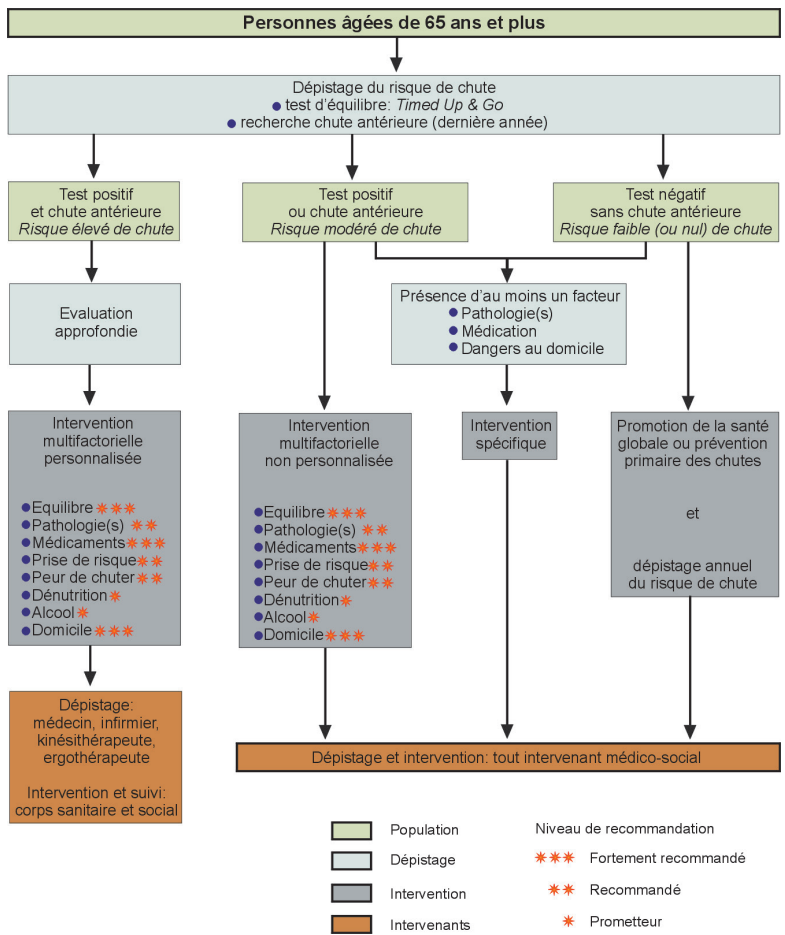 Personnes âgées de 65 ans et plus
Dépistage du risque de chute
● test d'équilibre: Timed Up & Go
● recherche chute antérieure (dernière année)
Test positif
et chute antérieure
Risque élevé de chute
Test positif
ou chute antérieure
Risque modéré de chute
Test négatif
sans chute antérieure
Risque faible (ou nul) de chute
Evaluation
approfondie
Présence d'au moins un facteur
● Pathologie(s)
● Médication
● Dangers au domicile
Intervention
multifactorielle
personnalisée
● Equilibre ✷✷✷
● Pathologie(s) ✷✷
● Médicaments ✷✷✷
● Prise de risque ✷✷
● Peur de chuter ✷✷
● Dénutrition ✷
● Alcool ✷
● Domicile ✷✷✷
Intervention
multifactorielle
non personnalisée
● Equilibre ✷✷✷
● Pathologie(s) ✷✷
● Médicaments ✷✷✷
● Prise de risque ✷✷
● Peur de chuter ✷✷
● Dénutrition ✷
● Alcool ✷
● Domicile ✷✷✷
Intervention
spécifique
Promotion de la santé
globale ou prévention
primaire des chutes
et
dépistage annuel
du risque de chute
Dépistage:
médecin, infirmier,
kinésithérapeute,
ergothérapeute
Intervention et suivi:
corps sanitaire et social
Dépistage et intervention: tout intervenant médico-social
Population
Dépistage
Intervention
Intervenants
Niveau de recommandation
✷✷✷ Fortement recommandé
✷✷ Recommandé
✷ Prometteur